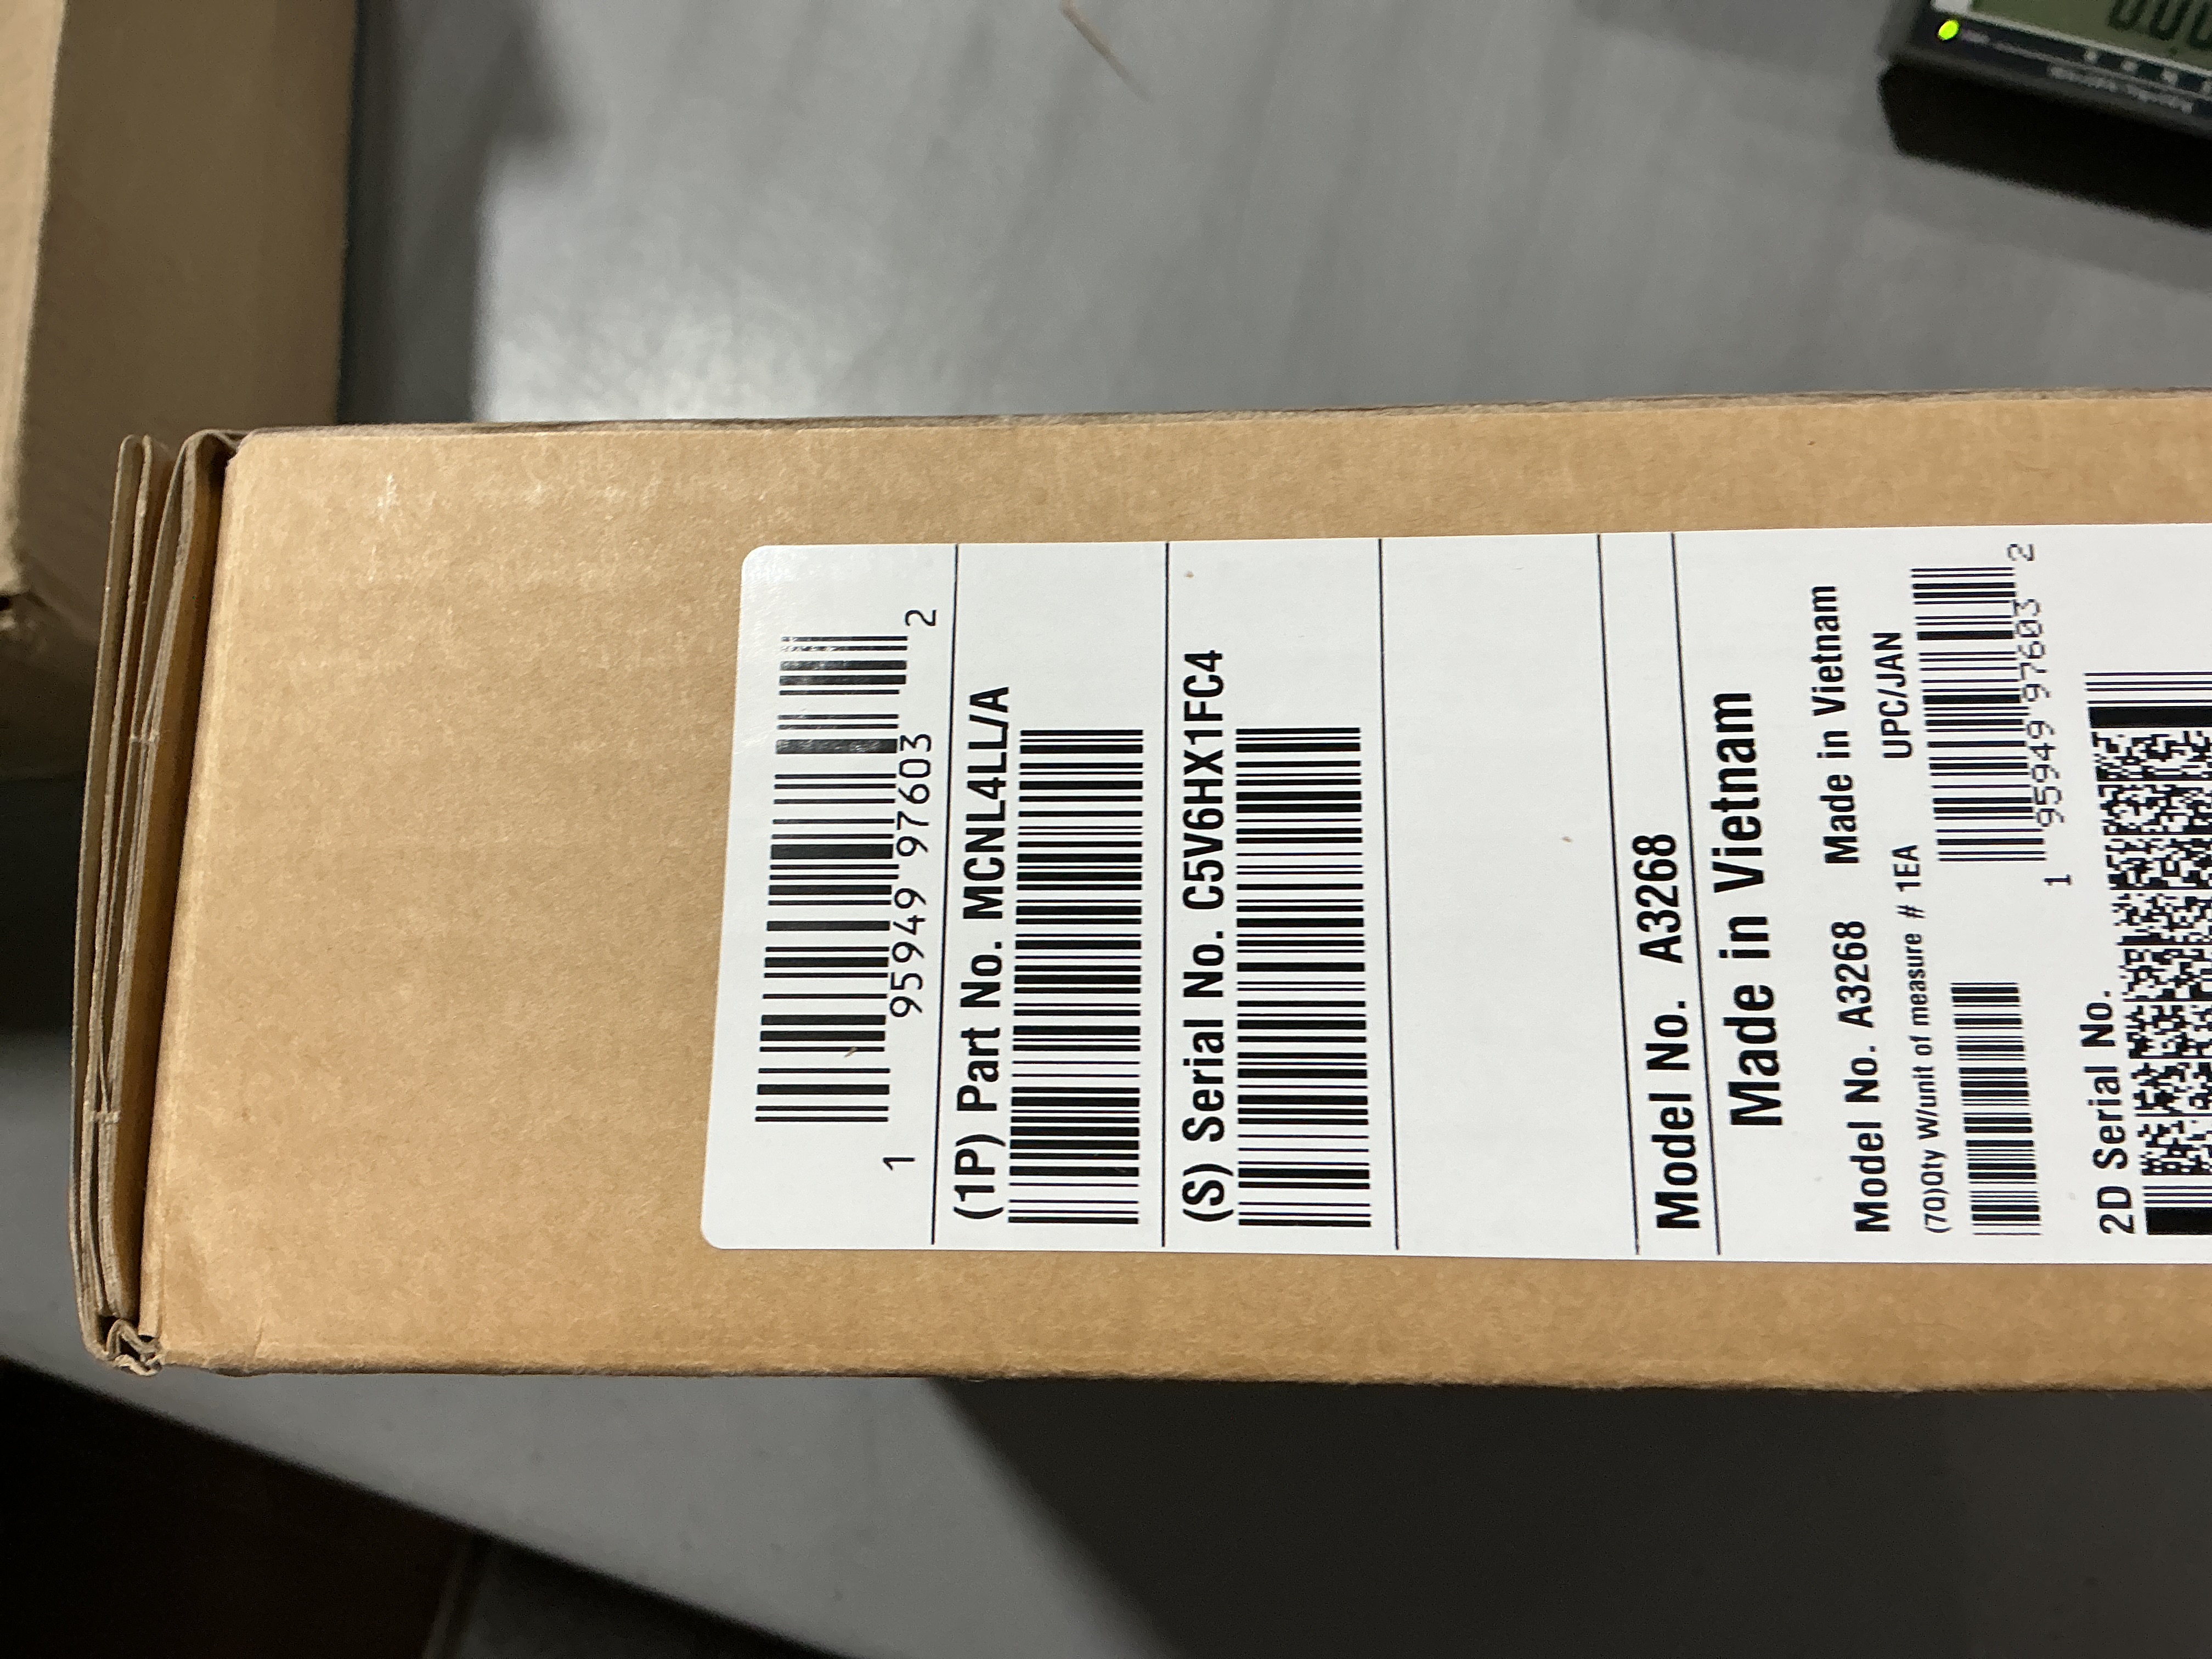 1 95949 97603 2
(1P) Part No. MCNL4LL/A
(S) Serial No. C5V6HX1FC4
Model No. A3268
Made in Vietnam
Model No. A3268 Made in Vietnam
(7Q)Qty W/unit of measure # 1EA UPC/JAN
1 95949 97603 2
2D Serial No.